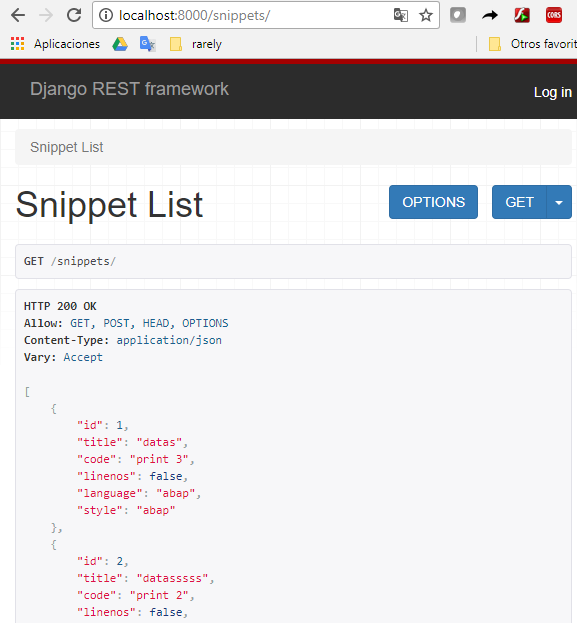 localhost:8000/snippets/
CORS
Aplicaciones
rarely
Otros favorit
Django REST framework
Log in
Snippet List
Snippet List
OPTIONS
GET
GET /snippets/
HTTP 200 OK
Allow: GET, POST, HEAD, OPTIONS
Content-Type: application/json
Vary: Accept
[
{
"id": 1,
"title": "datas",
"code": "print 3",
"linenos": false,
"language": "abap",
"style": "abap"
},
{
"id": 2,
"title": "datasssss",
"code": "print 2",
"linenos": false,